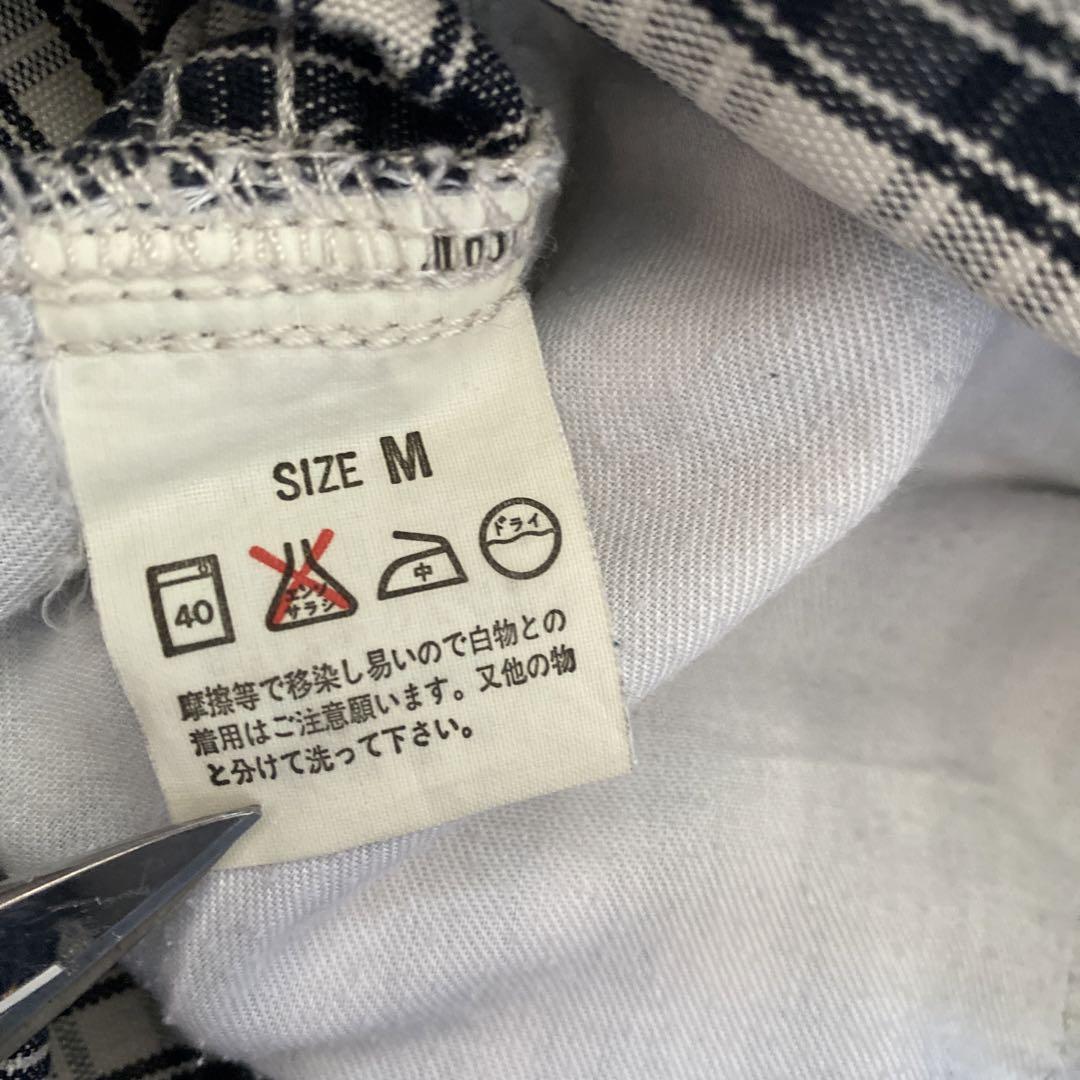 SIZE M
40
エンソ
サラシ
中
ドライ
摩擦等で移染し易いので白物との
着用はご注意願います。又他の物
と分けて洗って下さい。